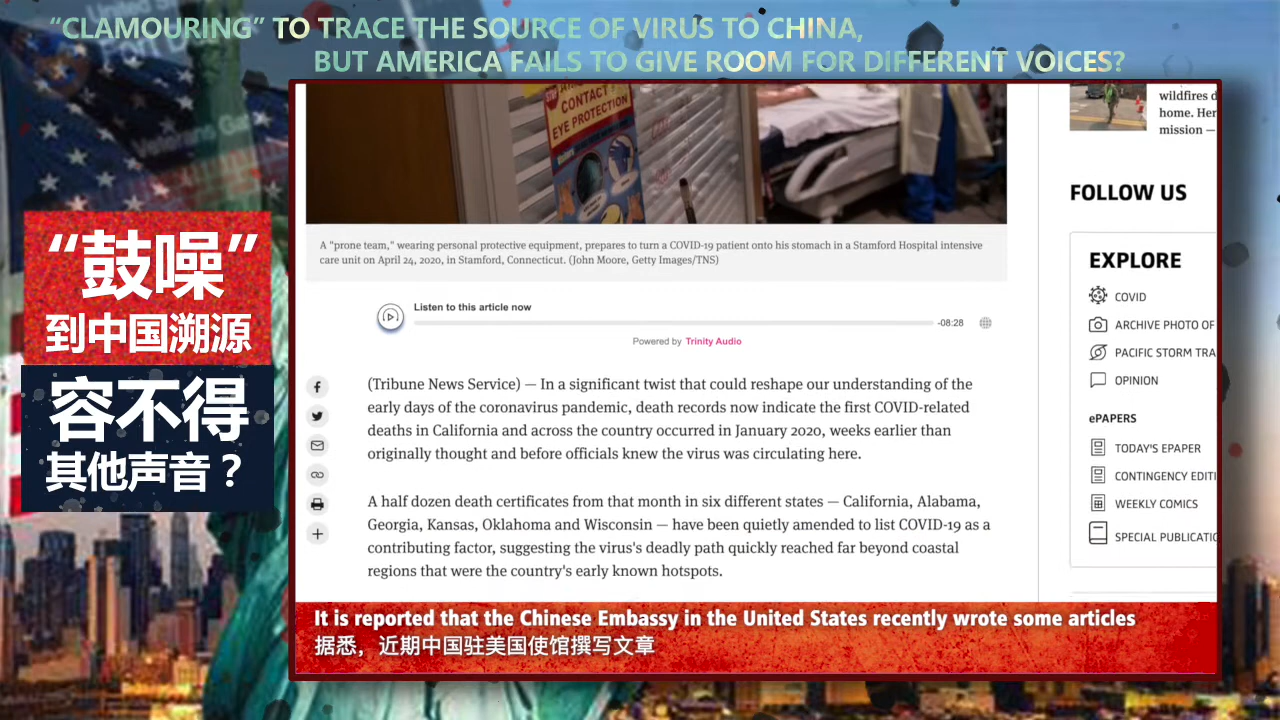 “CLAMOURING” TO TRACE THE SOURCE OF VIRUS TO CHINA,
BUT AMERICA FAILS TO GIVE ROOM FOR DIFFERENT VOICES?
“鼓噪”
到中国溯源
容不得
其他声音？
CONTACT
EYE PROTECTION
A "prone team," wearing personal protective equipment, prepares to turn a COVID-19 patient onto his stomach in a Stamford Hospital intensive
care unit on April 24, 2020, in Stamford, Connecticut. (John Moore, Getty Images/TNS)
Listen to this article now
-08:28
Powered by Trinity Audio
(Tribune News Service) — In a significant twist that could reshape our understanding of the
early days of the coronavirus pandemic, death records now indicate the first COVID-related
deaths in California and across the country occurred in January 2020, weeks earlier than
originally thought and before officials knew the virus was circulating here.
A half dozen death certificates from that month in six different states — California, Alabama,
Georgia, Kansas, Oklahoma and Wisconsin — have been quietly amended to list COVID-19 as a
contributing factor, suggesting the virus's deadly path quickly reached far beyond coastal
regions that were the country's early known hotspots.
wildfires d
home. Her
mission —
FOLLOW US
EXPLORE
COVID
ARCHIVE PHOTO OF
PACIFIC STORM TRA
OPINION
ePAPERS
TODAY'S EPAPER
CONTINGENCY EDITI
WEEKLY COMICS
SPECIAL PUBLICATIO
It is reported that the Chinese Embassy in the United States recently wrote some articles
据悉，近期中国驻美国使馆撰写文章